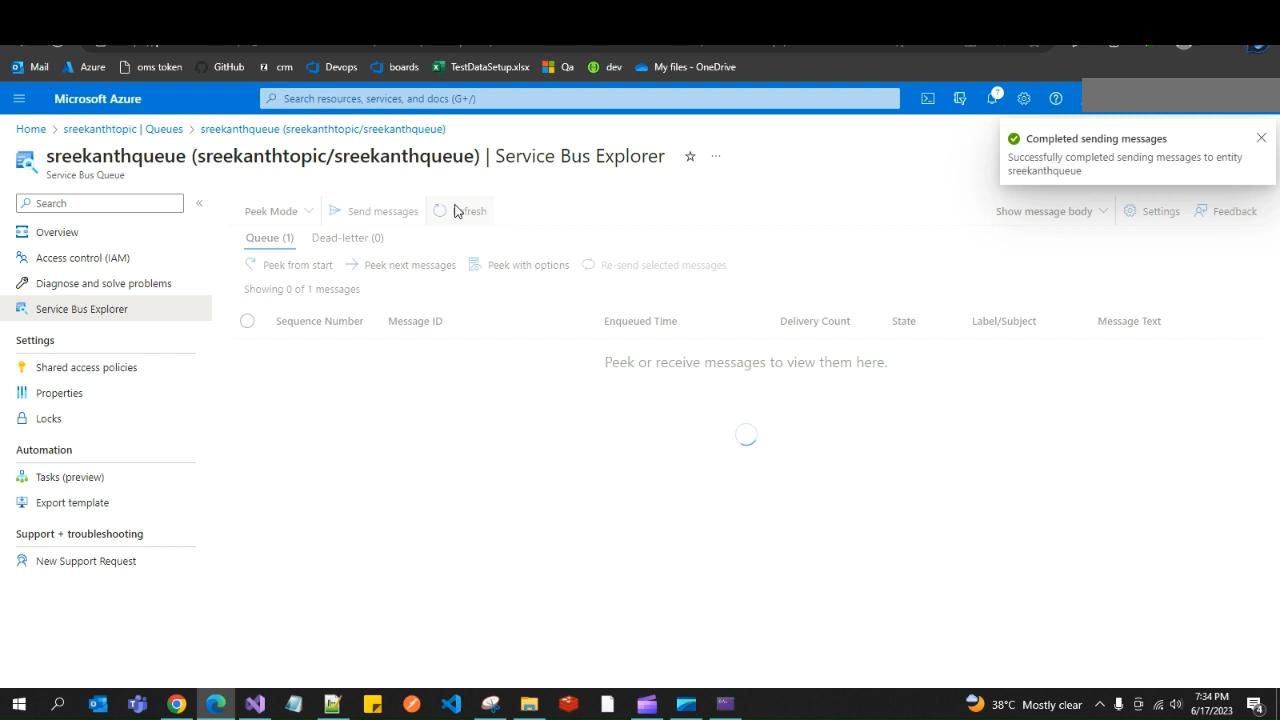 Mail Azure oms token GitHub crm Devops boards TestDataSetup.xlsx Qa dev My files - OneDrive
Microsoft Azure Search resources, services, and docs (G+/) 7
Home > sreekanthtopic | Queues > sreekanthqueue (sreekanthtopic/sreekanthqueue)
Completed sending messages
Successfully completed sending messages to entity
sreekanthqueue
sreekanthqueue (sreekanthtopic/sreekanthqueue) | Service Bus Explorer ...
Service Bus Queue
Search «
Overview
Access control (IAM)
Diagnose and solve problems
Service Bus Explorer
Settings
Shared access policies
Properties
Locks
Automation
Tasks (preview)
Export template
Support + troubleshooting
New Support Request
Peek Mode Send messages Refresh Show message body Settings Feedback
Queue (1) Dead-letter (0)
Peek from start Peek next messages Peek with options Re-send selected messages
Showing 0 of 1 messages
Sequence Number Message ID Enqueued Time Delivery Count State Label/Subject Message Text
Peek or receive messages to view them here.
38°C Mostly clear
7:34 PM
6/17/2023
4